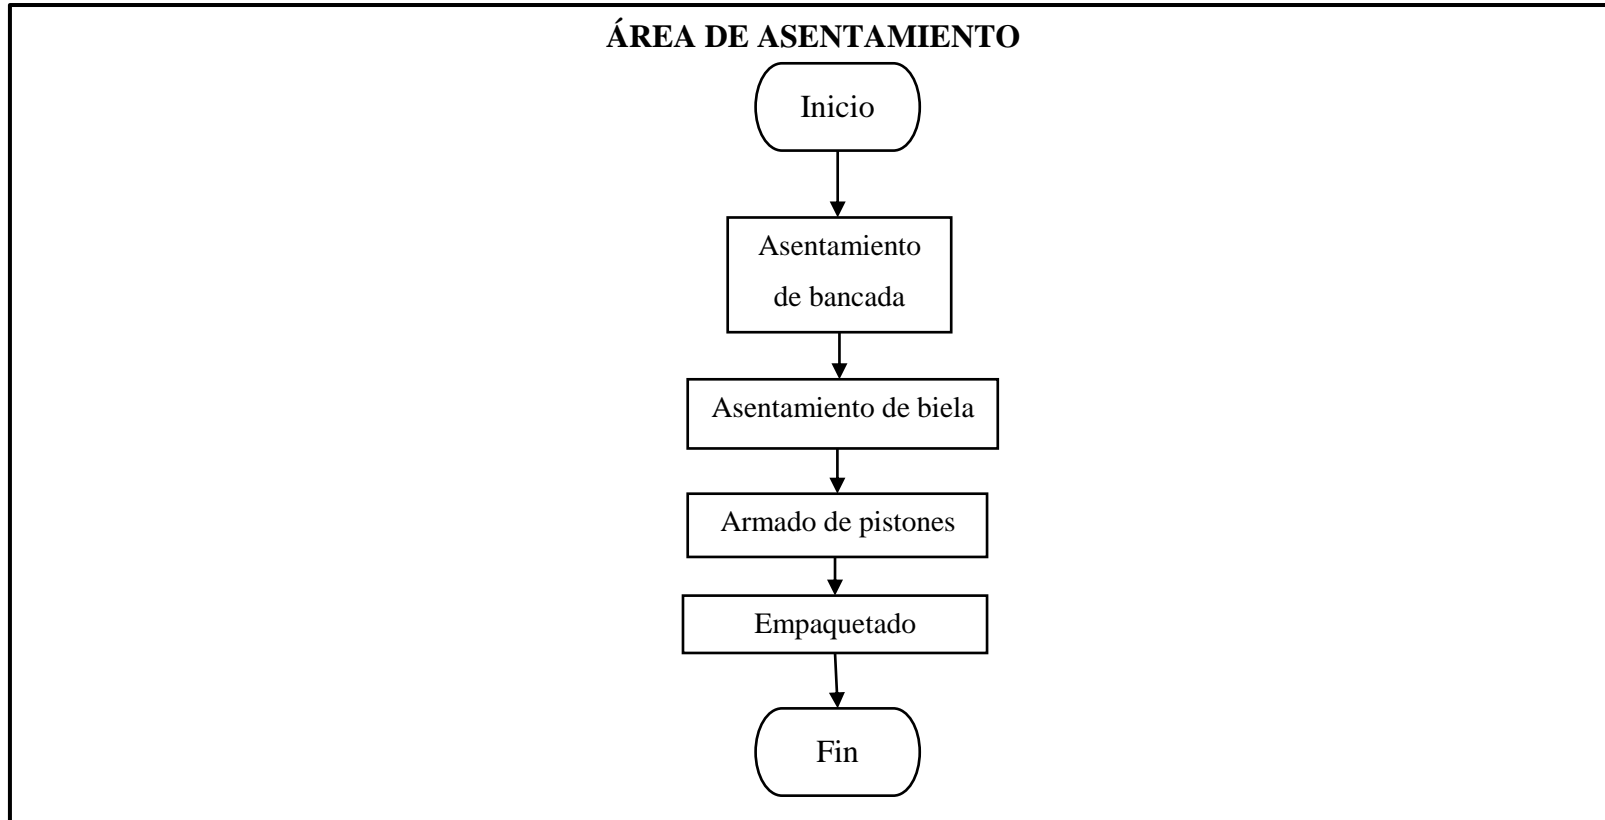 ÁREA DE ASENTAMIENTO
Inicio
Asentamiento
de bancada
Asentamiento de biela
Armado de pistones
Empaquetado
Fin